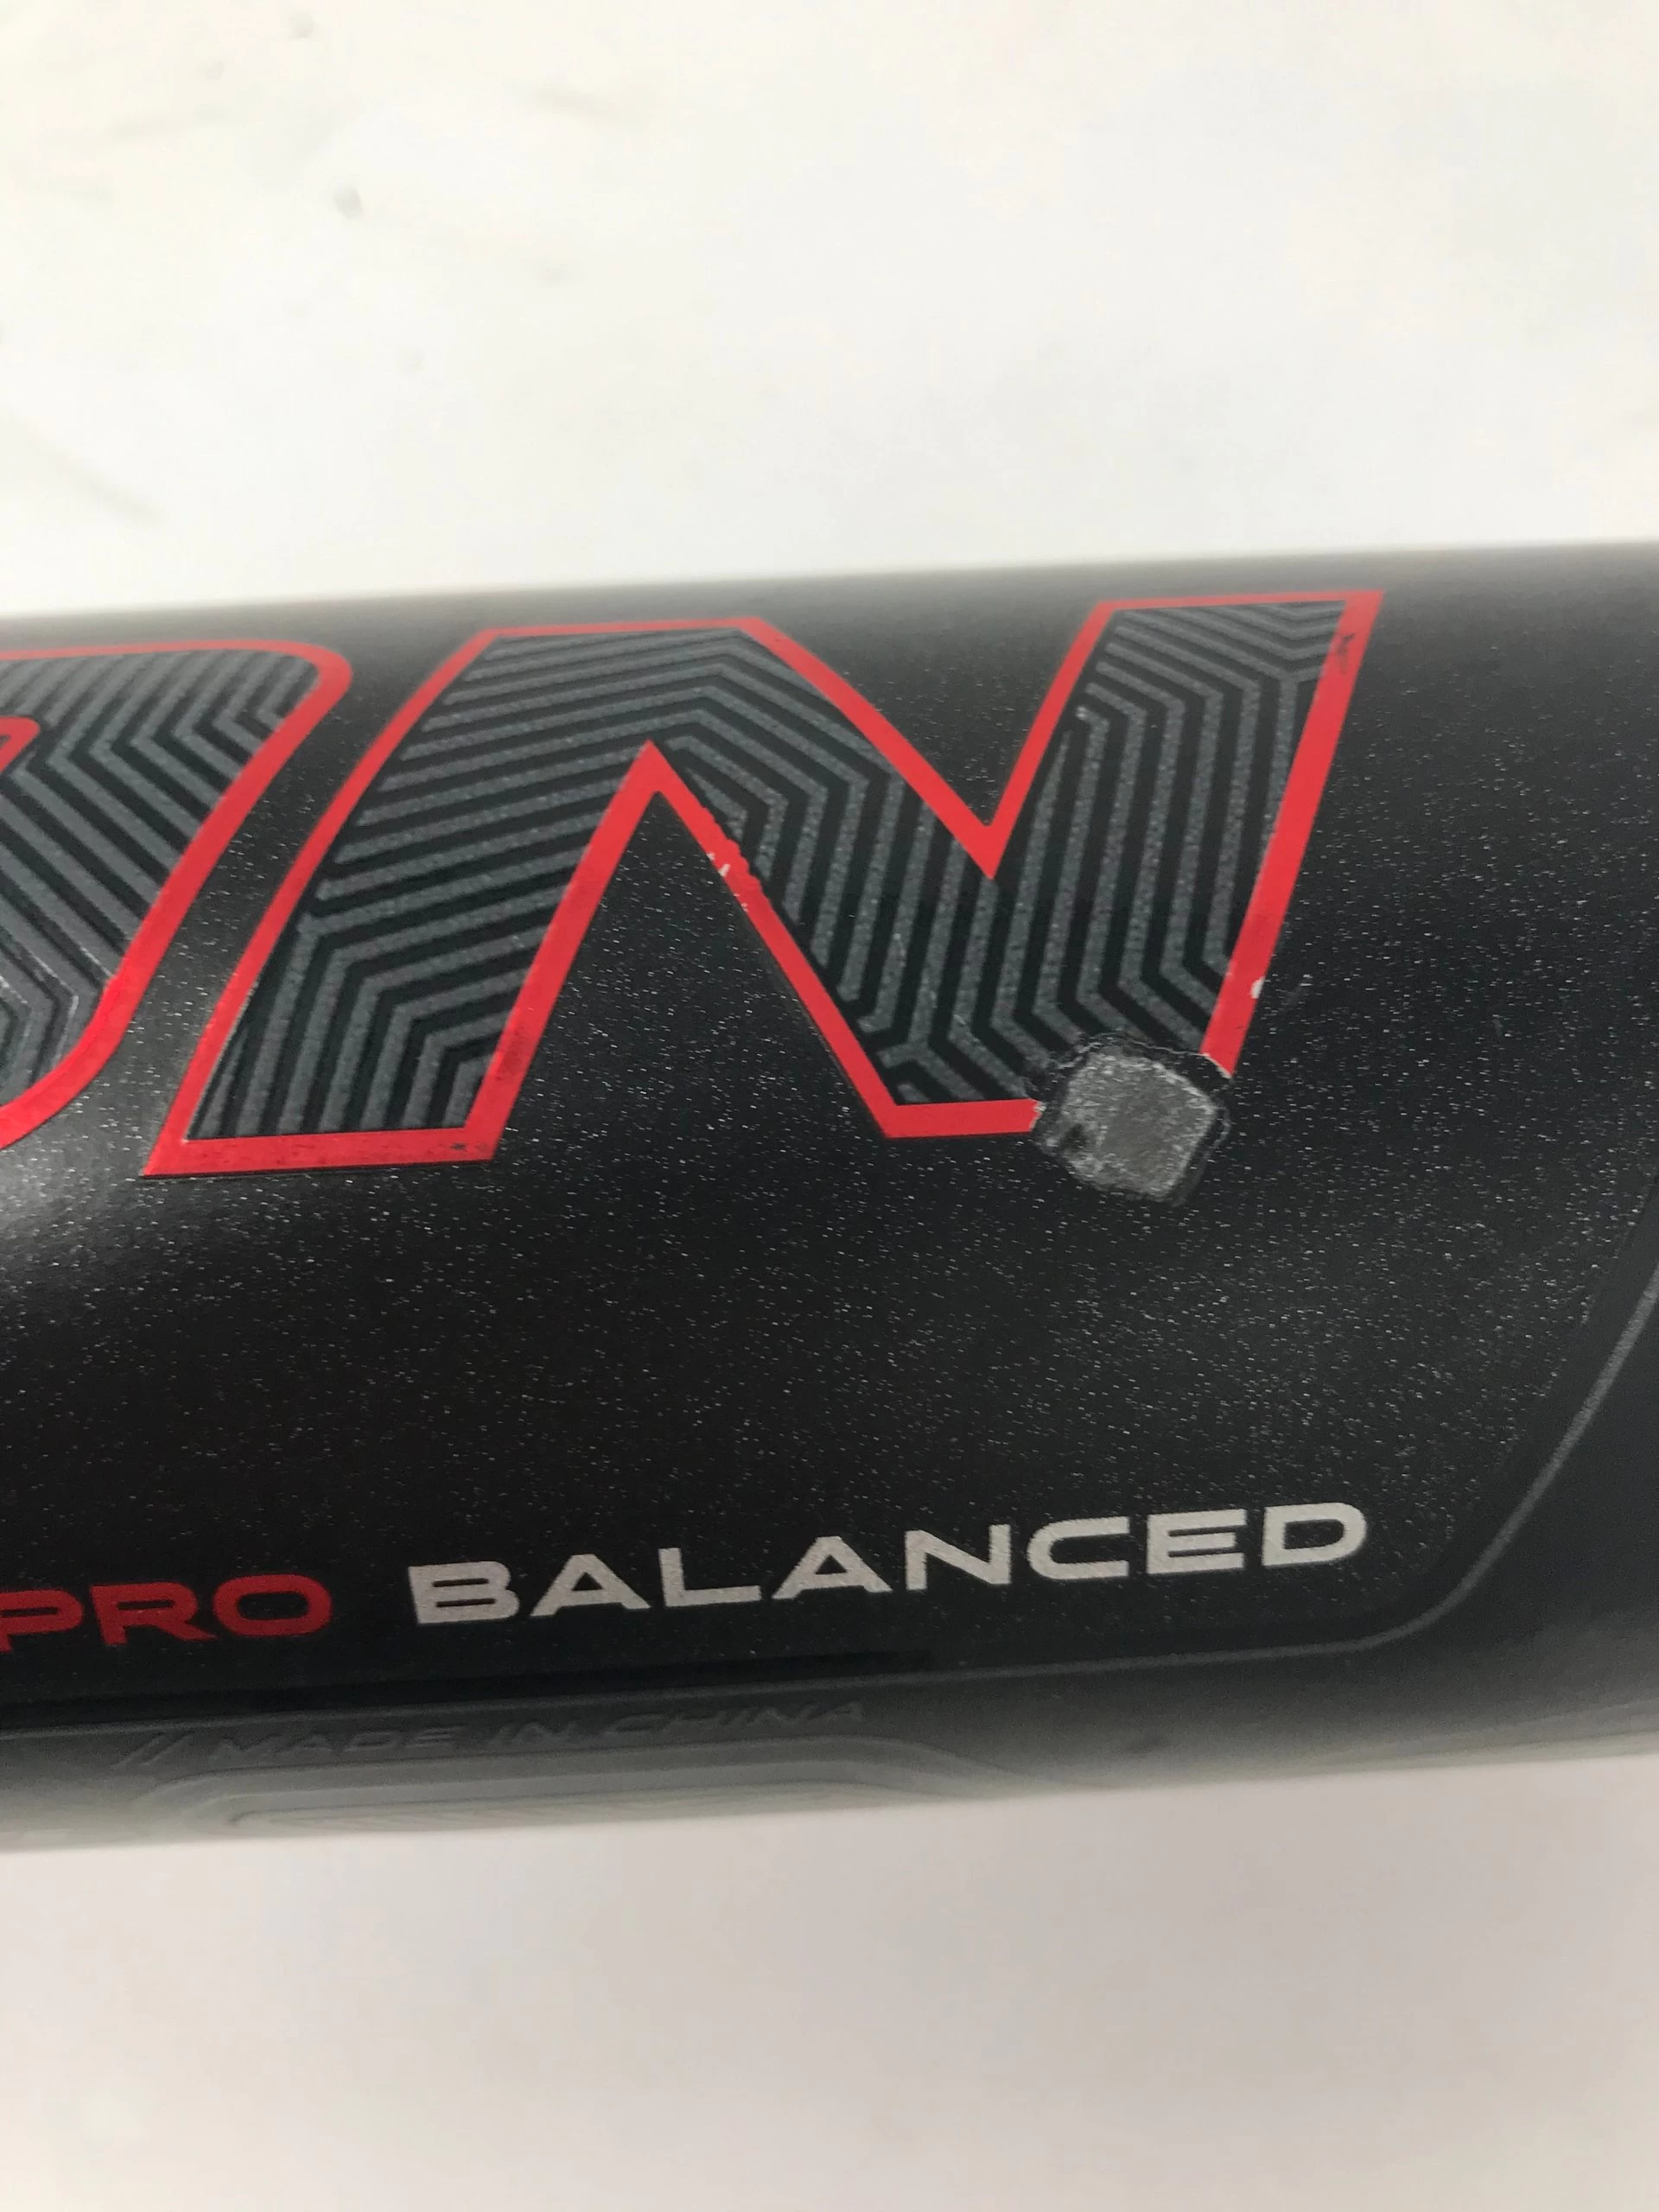 N
PRO BALANCED
// MADE IN CHINA